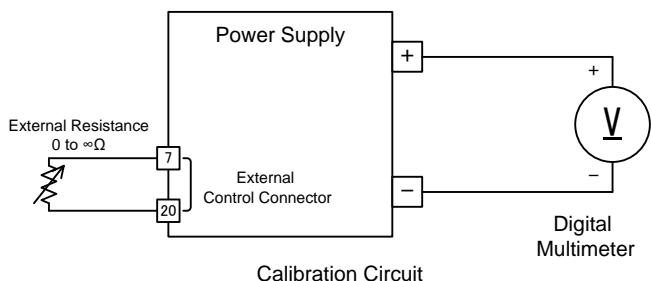 Power Supply
+
+
External Resistance
0 to ∞Ω
7
V
External
Control Connector
20
−
−
Digital
Multimeter
Calibration Circuit